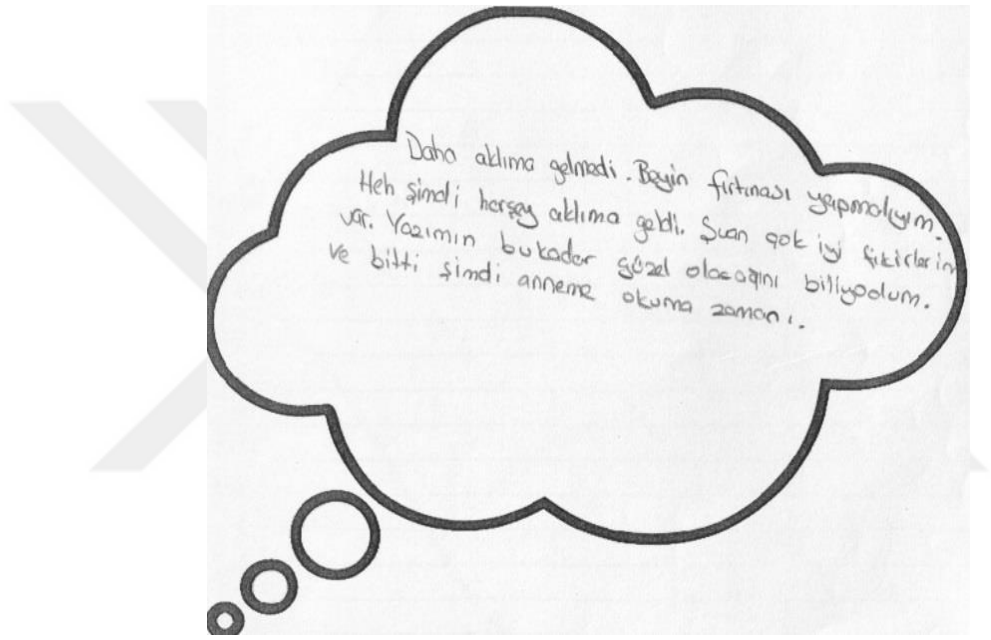 Daha aklıma gelmedi. Beyin fırtınası yapmalıyım.
Heh şimdi herşey aklıma geldi. Şuan çok iyi fikirlerim
var. Yazımın bukadar güzel olacağını biliyodum.
ve bitti şimdi anneme okuma zamanı.